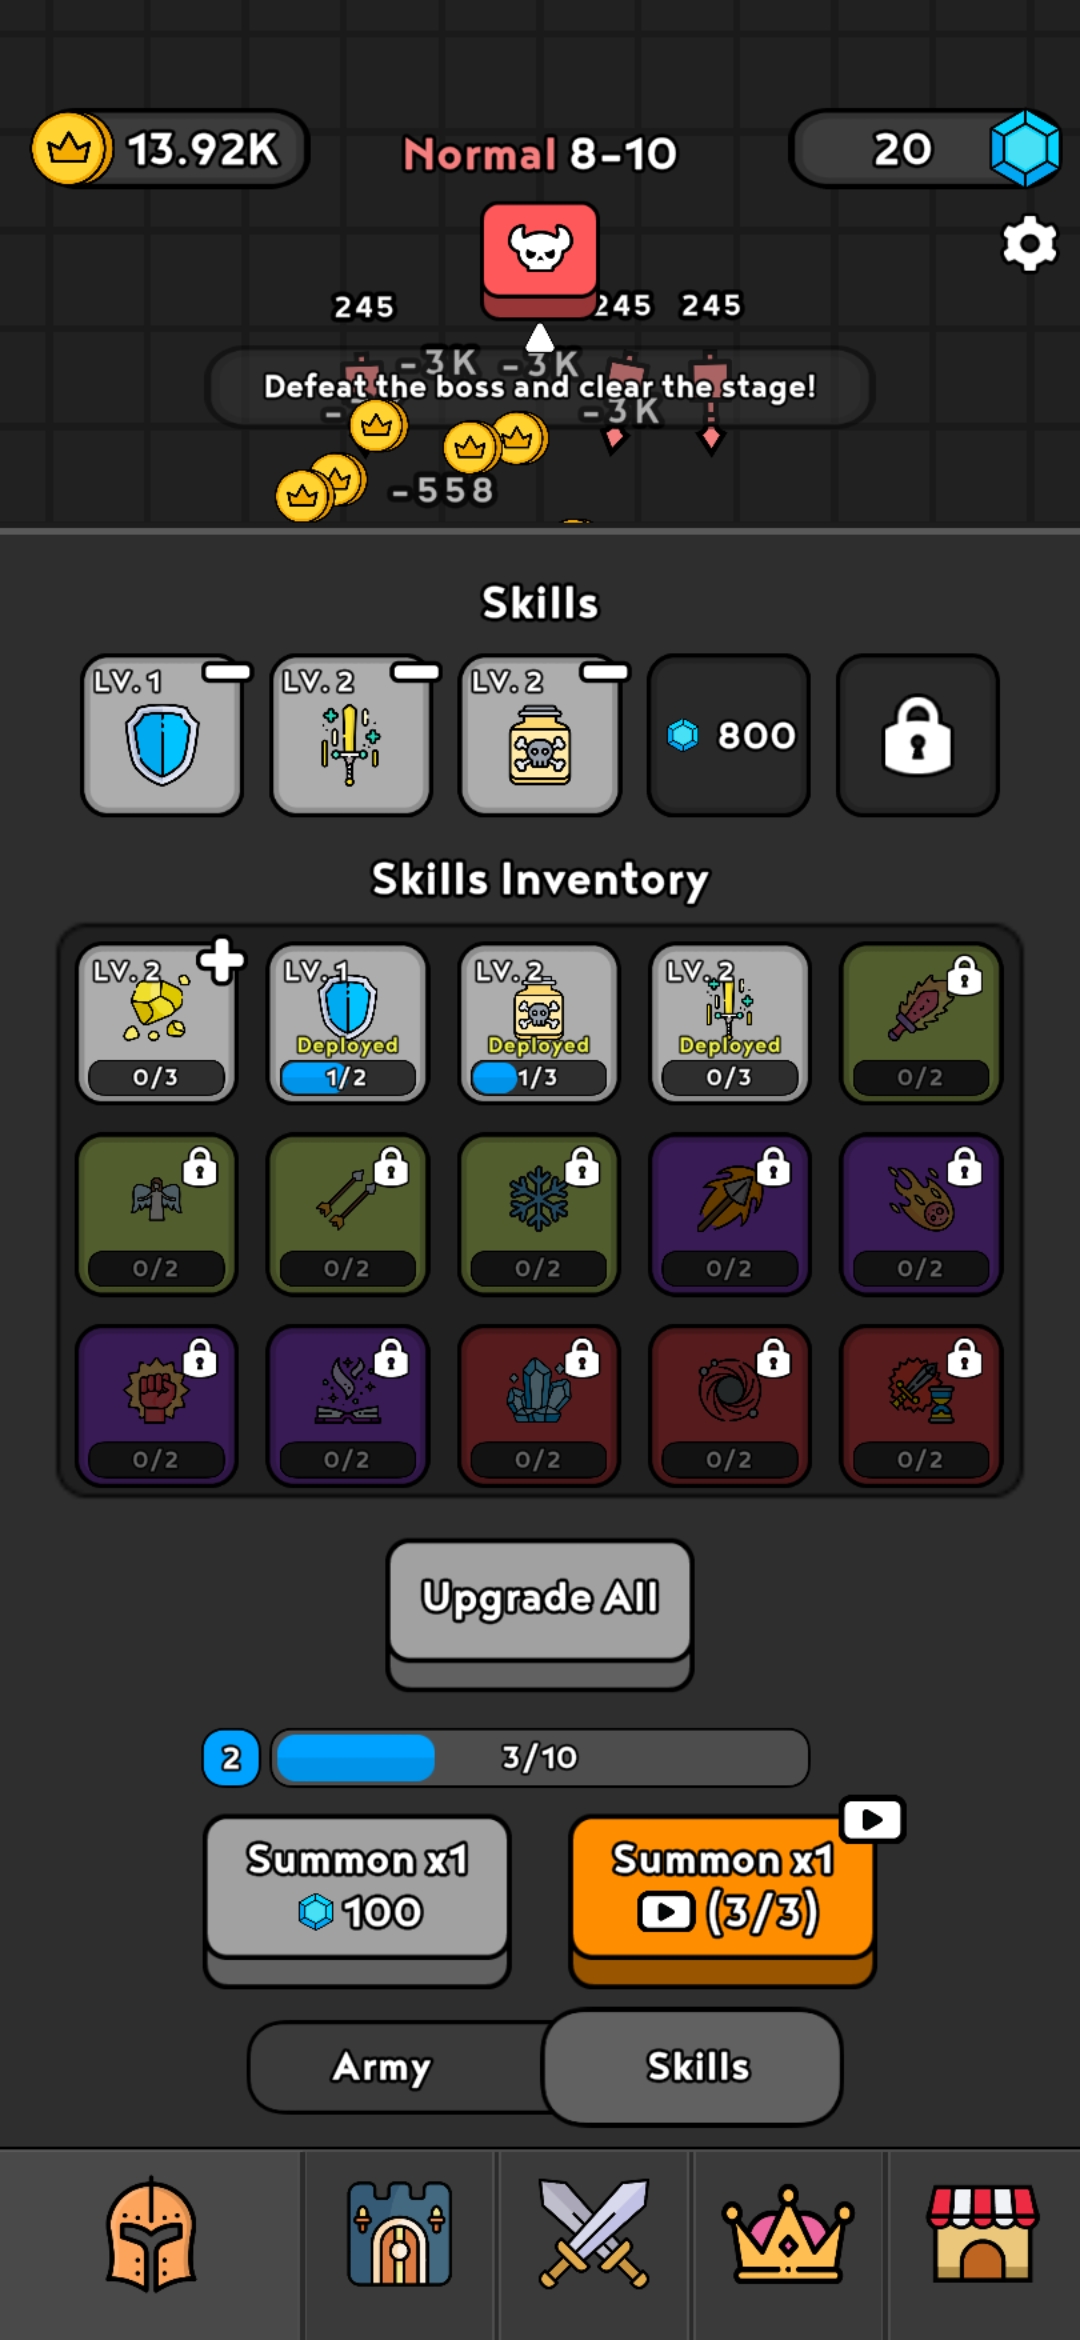 13.92K
Normal 8-10
20
245
245
245
-3K
-3K
Defeat the boss and clear the stage!
-3K
-558
Skills
LV.1
LV.2
LV.2
800
Skills Inventory
LV.2
0/3
LV.1
Deployed
1/2
LV.2
Deployed
1/3
LV.2
Deployed
0/3
0/2
0/2
0/2
0/2
0/2
0/2
0/2
0/2
0/2
0/2
0/2
Upgrade All
2
3/10
Summon x1
100
Summon x1
(3/3)
Army
Skills